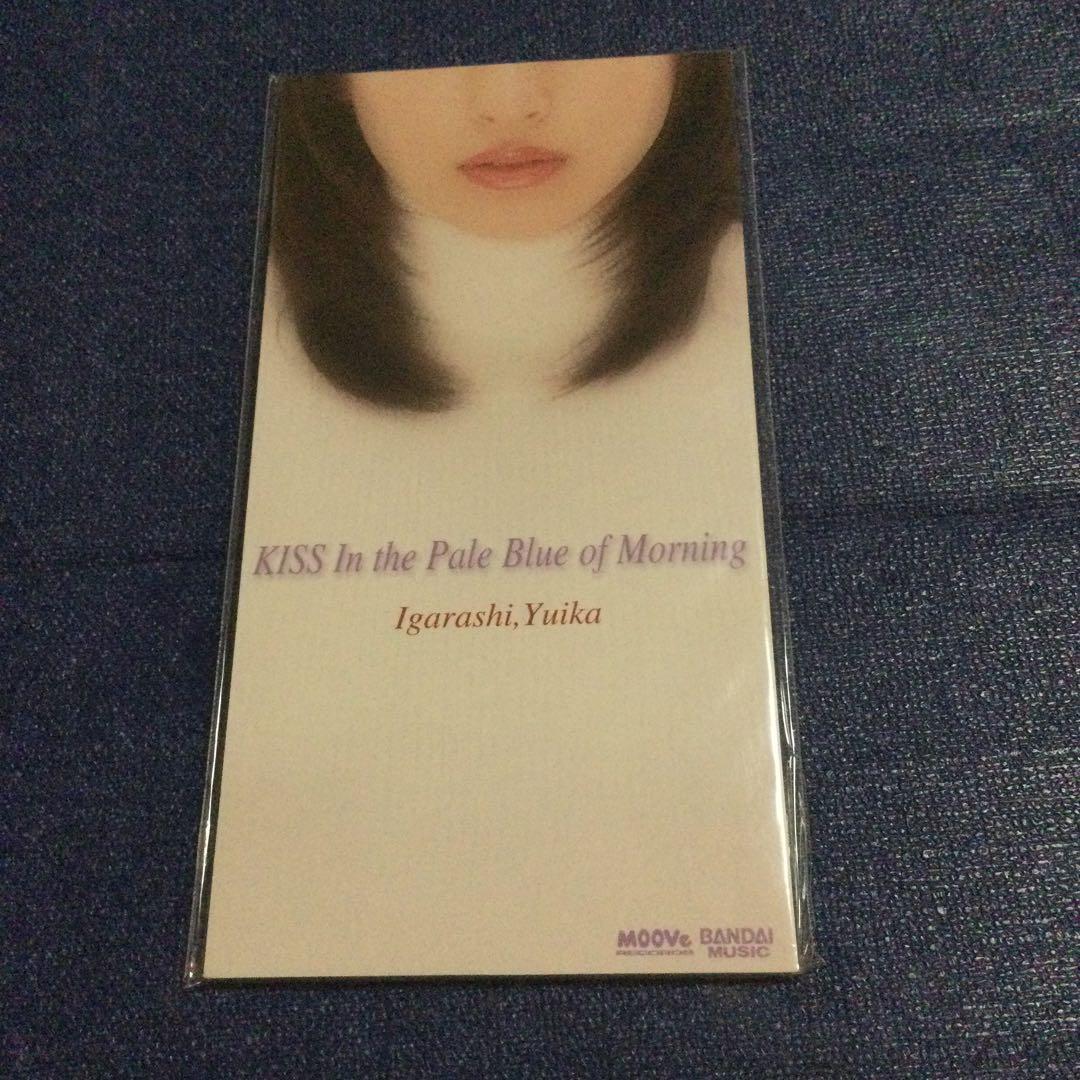 KISS In the Pale Blue of Morning
Igarashi,Yuika
MOOVe BANDAI
RECORDS MUSIC